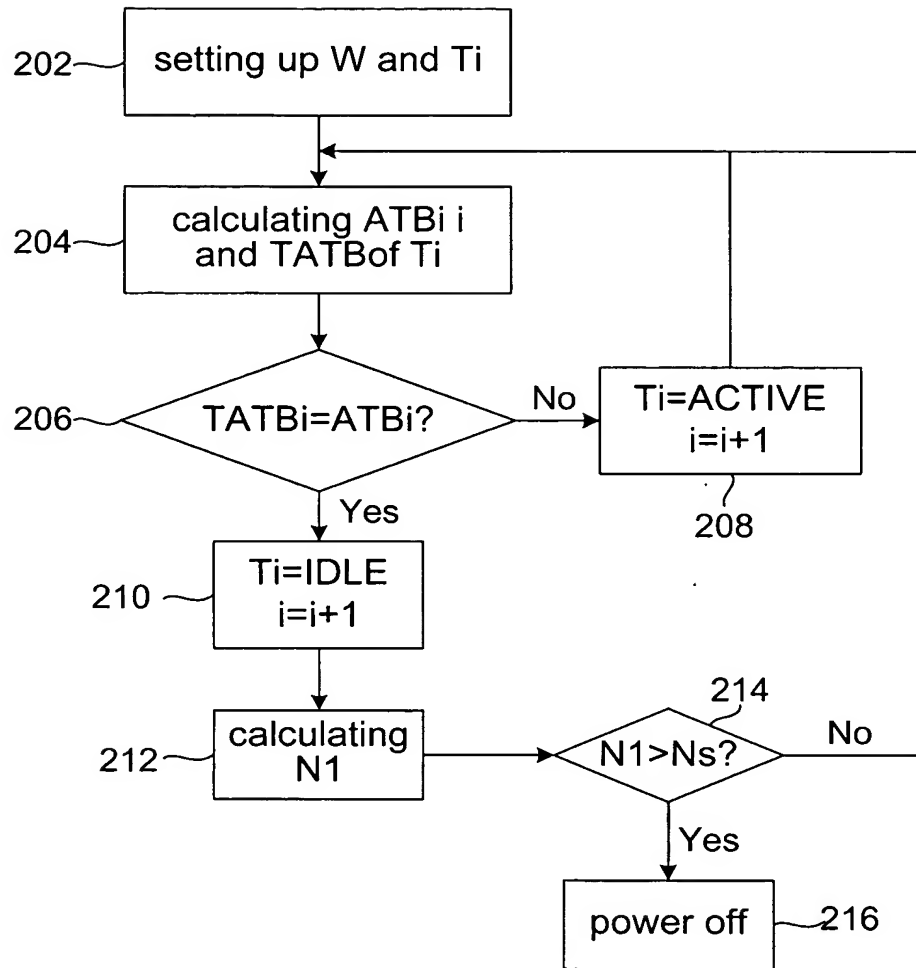 202
setting up W and Ti
204
calculating ATBi i
and TATBof Ti
206
TATBi=ATBi?
No
Ti=ACTIVE
i=i+1
208
Yes
210
Ti=IDLE
i=i+1
212
calculating
N1
214
N1>Ns?
No
Yes
power off
216